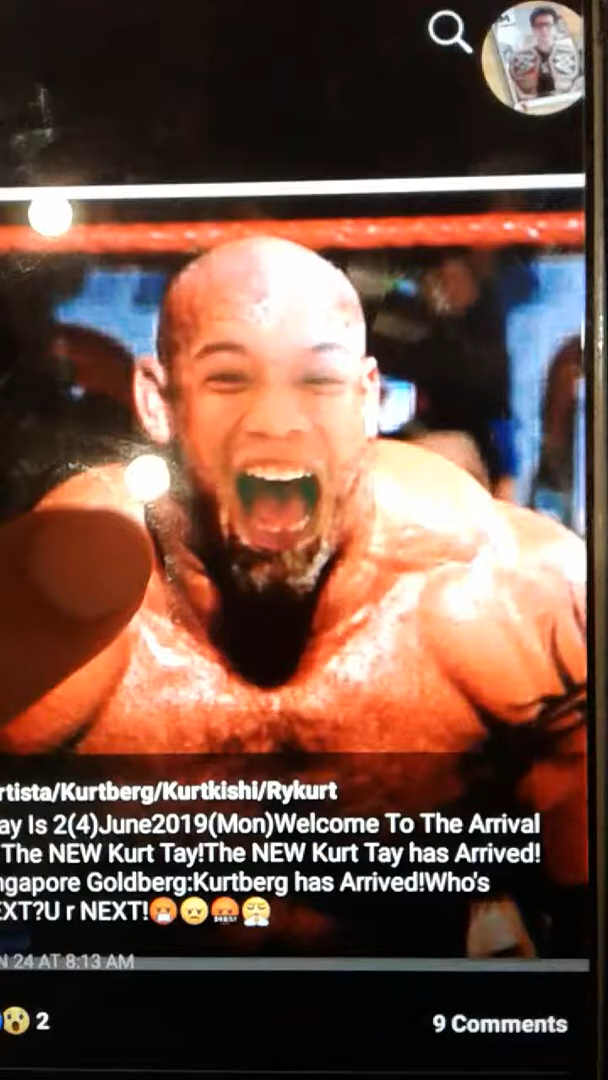 rtista/Kurtberg/Kurtkishi/Rykurt
ay Is 2(4)June2019(Mon)Welcome To The Arrival
The NEW Kurt Tay!The NEW Kurt Tay has Arrived!
ngapore Goldberg:Kurtberg has Arrived!Who's
EXT?U r NEXT!😷😠🤬😤
N 24 AT 8:13 AM
😮 2
9 Comments